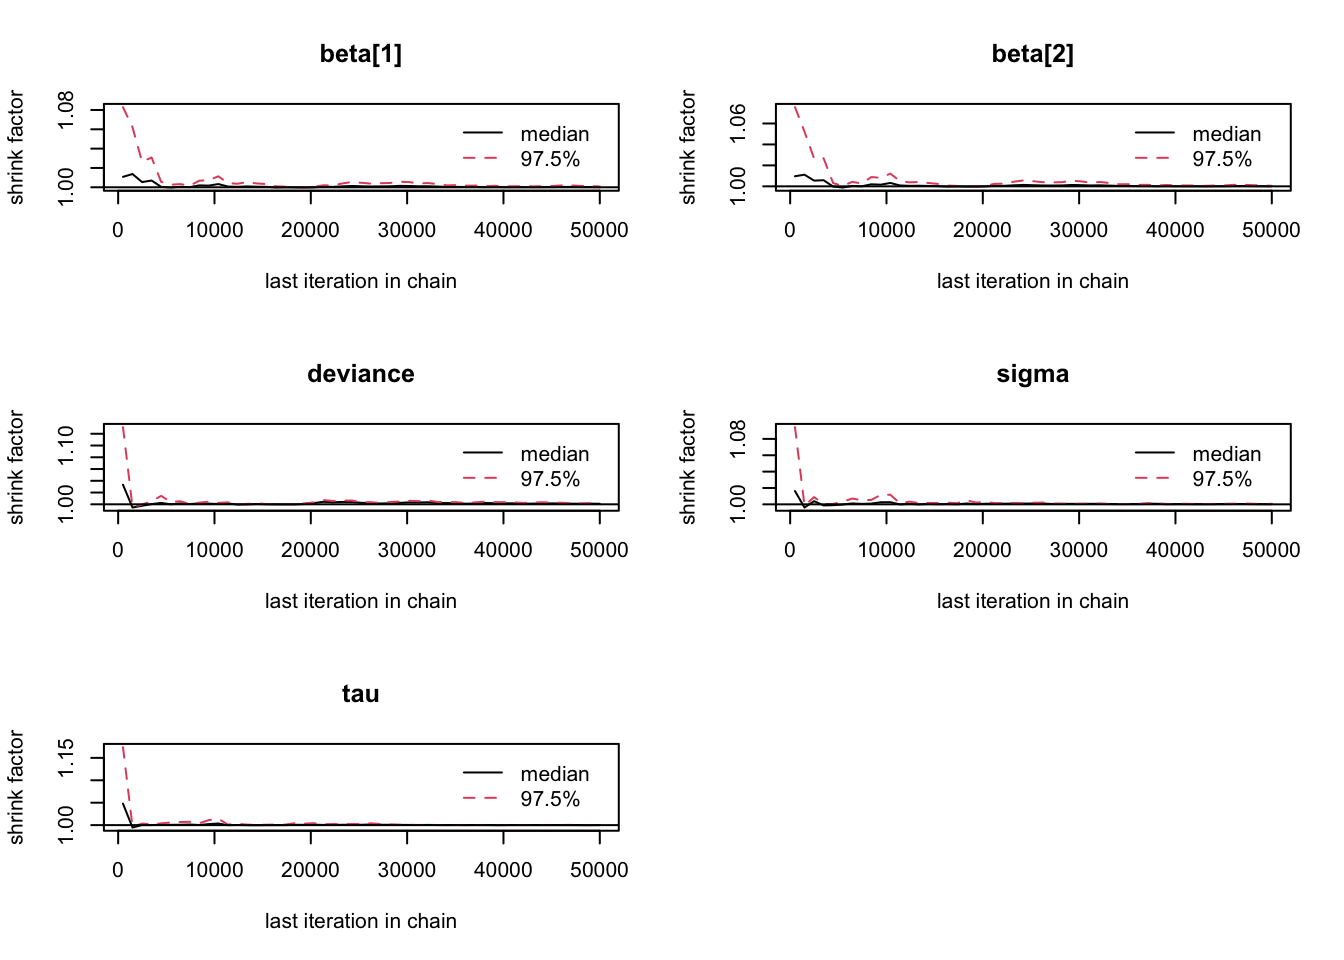 beta[1]
shrink factor
1.00 1.08
median
97.5%
0 10000 20000 30000 40000 50000
last iteration in chain
beta[2]
shrink factor
1.00 1.06
median
97.5%
0 10000 20000 30000 40000 50000
last iteration in chain
deviance
shrink factor
1.00 1.10
median
97.5%
0 10000 20000 30000 40000 50000
last iteration in chain
sigma
shrink factor
1.00 1.08
median
97.5%
0 10000 20000 30000 40000 50000
last iteration in chain
tau
shrink factor
1.00 1.15
median
97.5%
0 10000 20000 30000 40000 50000
last iteration in chain